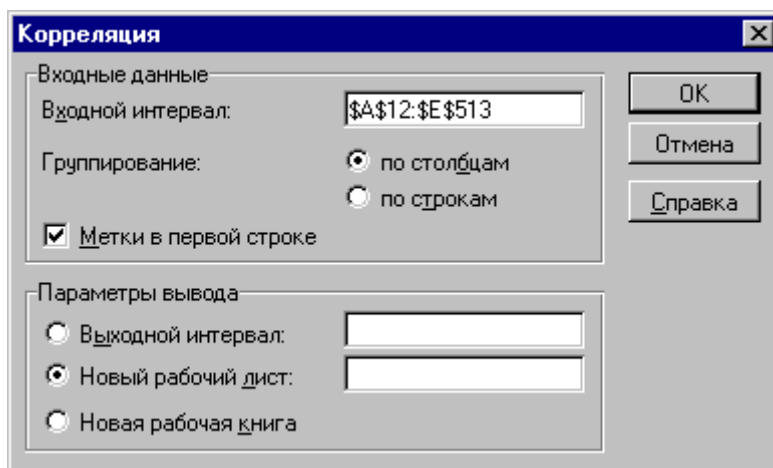 Корреляция
Входные данные
Входной интервал: $A$12:$E$513
Группирование: по столбцам
по строкам
Метки в первой строке
OK
Отмена
Справка
Параметры вывода
Выходной интервал:
Новый рабочий лист:
Новая рабочая книга